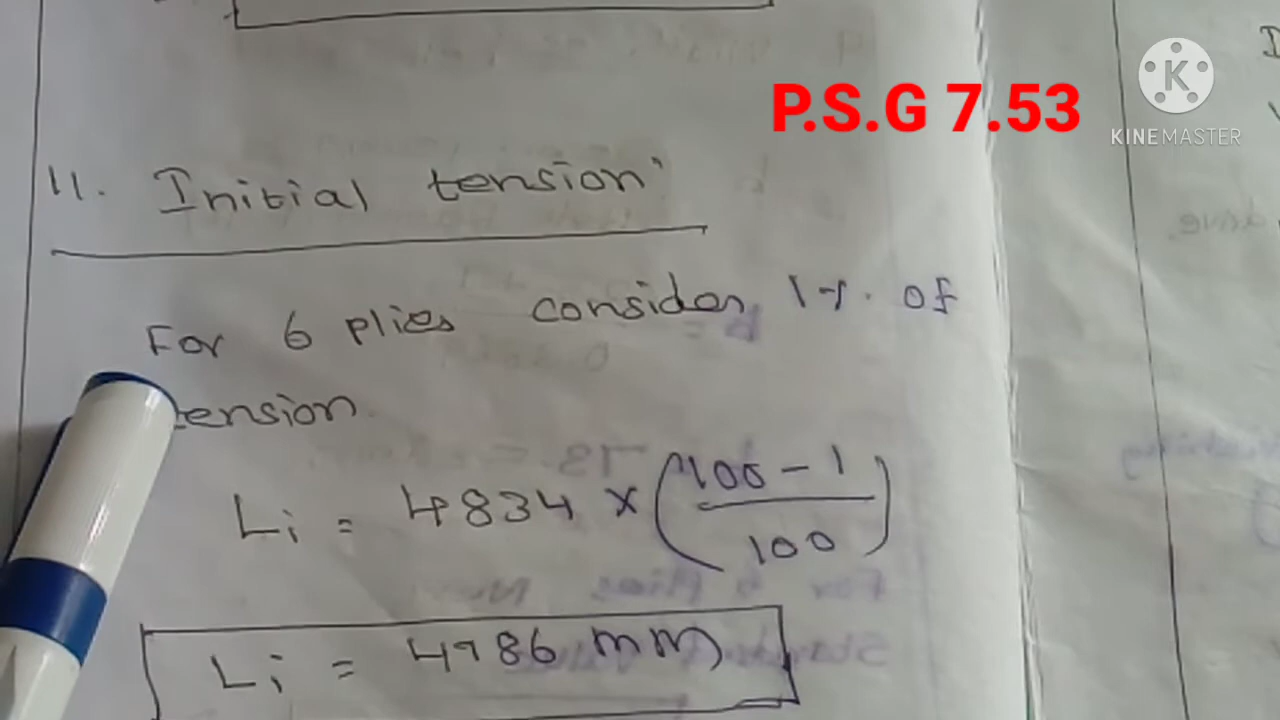 P.S.G 7.53
KINEMASTER
11. Initial tension:
For 6 plies consider 1%. of
tension.
Li = 4834 × (100 - 1 / 100)
Li = 4786 mm